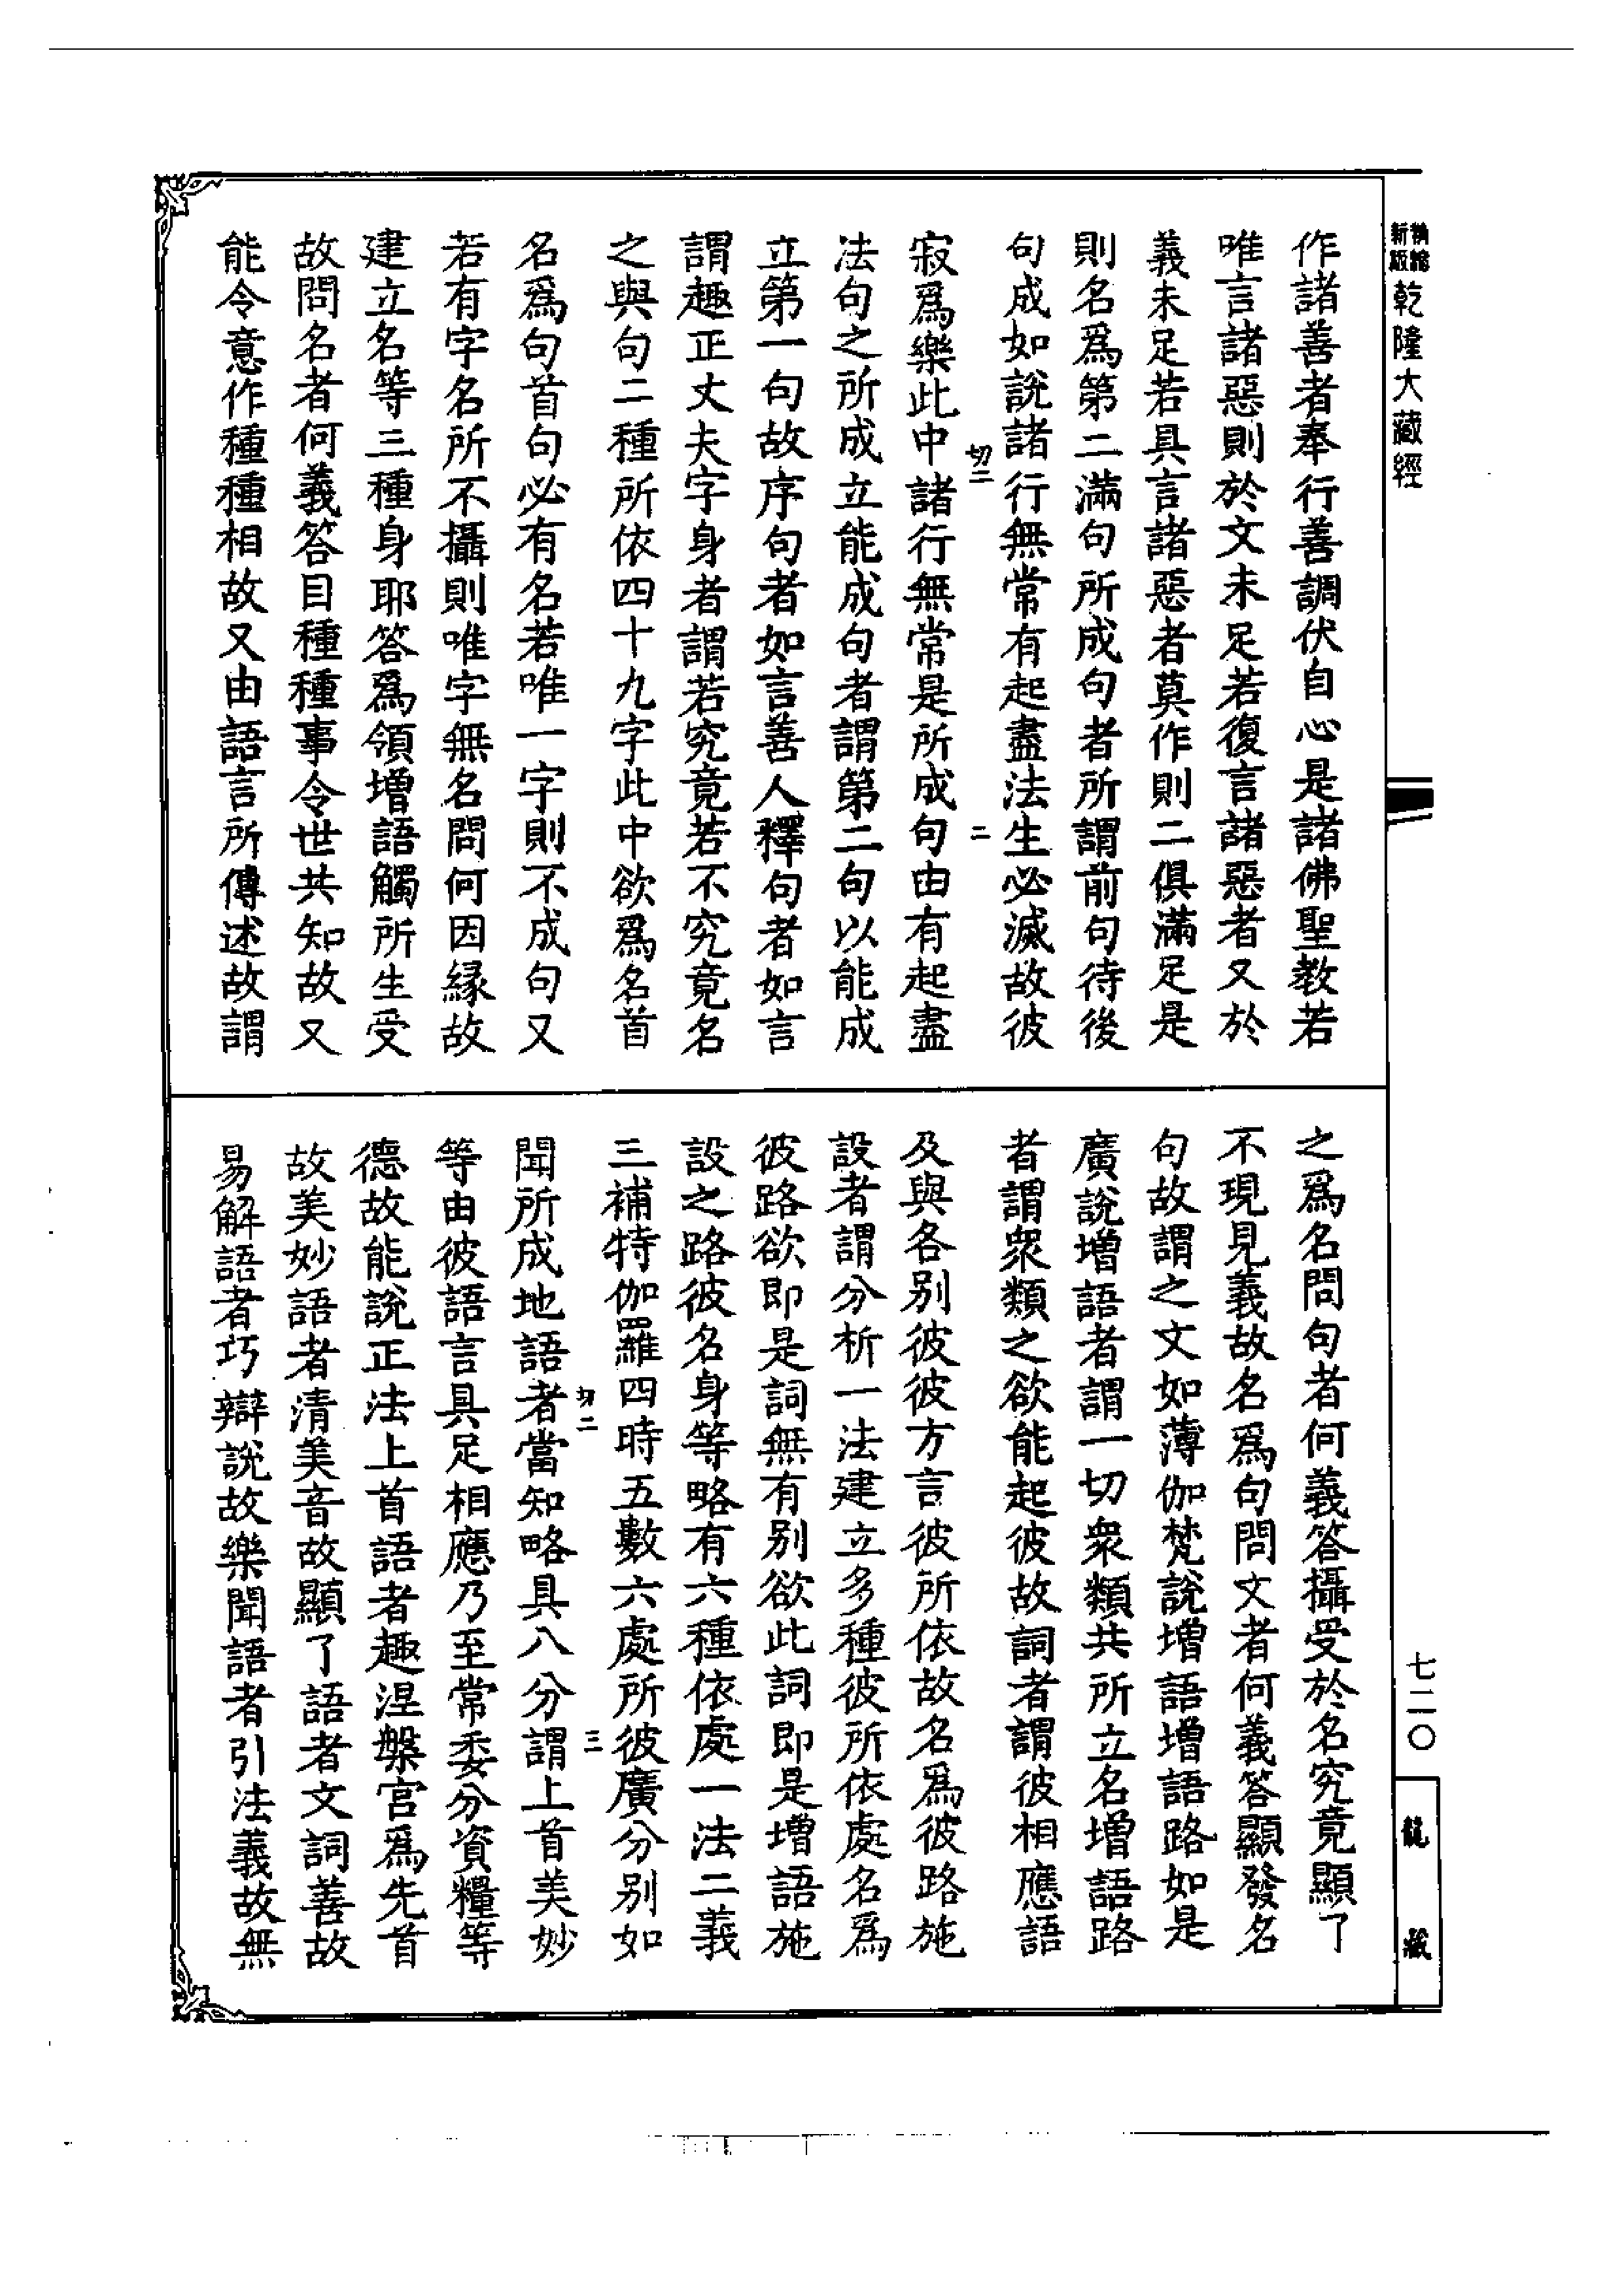 新編縮版
乾隆大藏經
作諸善者奉行善調伏自心是諸佛聖教若
唯言諸惡則於文未足若復言諸惡者又於
義未足若具言諸惡者莫作則二俱滿足是
則名爲第二滿句所成句者所謂前句待後
句成如說諸行無常有起盡法生必滅故彼
切二
二
寂爲樂此中諸行無常是所成句由有起盡
法句之所成立能成句者謂第二句以能成
立第一句故序句者如言善人釋句者如言
謂趣正丈夫字身者謂若究竟若不究竟名
之與句二種所依四十九字此中欲爲名首
名爲句首句必有名若唯一字則不成句又
若有字名所不攝則唯字無名問何因縁故
建立名等三種身耶答爲領增語觸所生受
故問名者何義答目種種事令世共知故又
能令意作種種相故又由語言所傳述故謂
之爲名問句者何義答攝受於名究竟顯了
不現見義故名爲句問文者何義答顯發名
句故謂之文如薄伽梵說增語增語路如是
廣說增語者謂一切衆類共所立名增語路
者謂衆類之欲能起彼故詞者謂彼相應語
及與各别彼彼方言彼所依故名爲彼路施
設者謂分析一法建立多種彼所依處名爲
彼路欲即是詞無有别欲此詞即是增語施
設之路彼名身等略有六種依處一法二義
三補特伽羅四時五數六處所彼廣分别如
切二
三
聞所成地語者當知略具八分謂上首美妙
等由彼語言具足相應乃至常委分資糧等
德故能說正法上首語者趣涅槃宮爲先首
故美妙語者清美音故顯了語者文詞善故
易解語者巧辯說故樂聞語者引法義故無
七二〇
龍藏